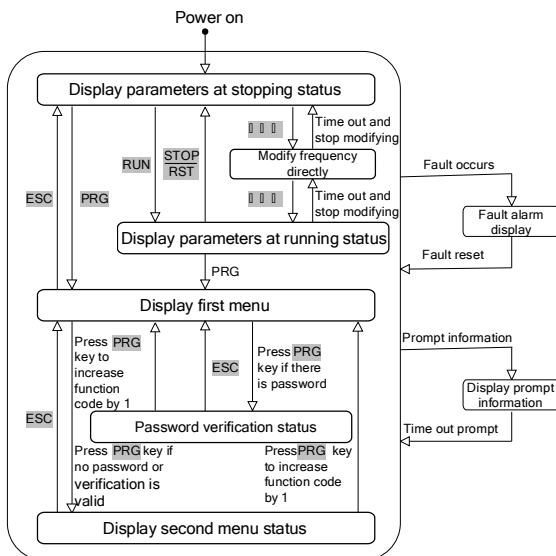 Power on
Display parameters at stopping status
Time out and
stop modifying
Modify frequency
directly
RUN
STOP
RST
ESC
PRG
Time out and
stop modifying
Display parameters at running status
PRG
Fault occurs
Fault alarm
display
Fault reset
Display first menu
Press PRG
key to
increase
function
code by 1
ESC
Press PRG
key if there
is password
ESC
Password verification status
Prompt information
Display prompt
information
Time out prompt
Press PRG key if
no password or
verification is
valid
PressPRG key
to increase
function code
by 1
Display second menu status